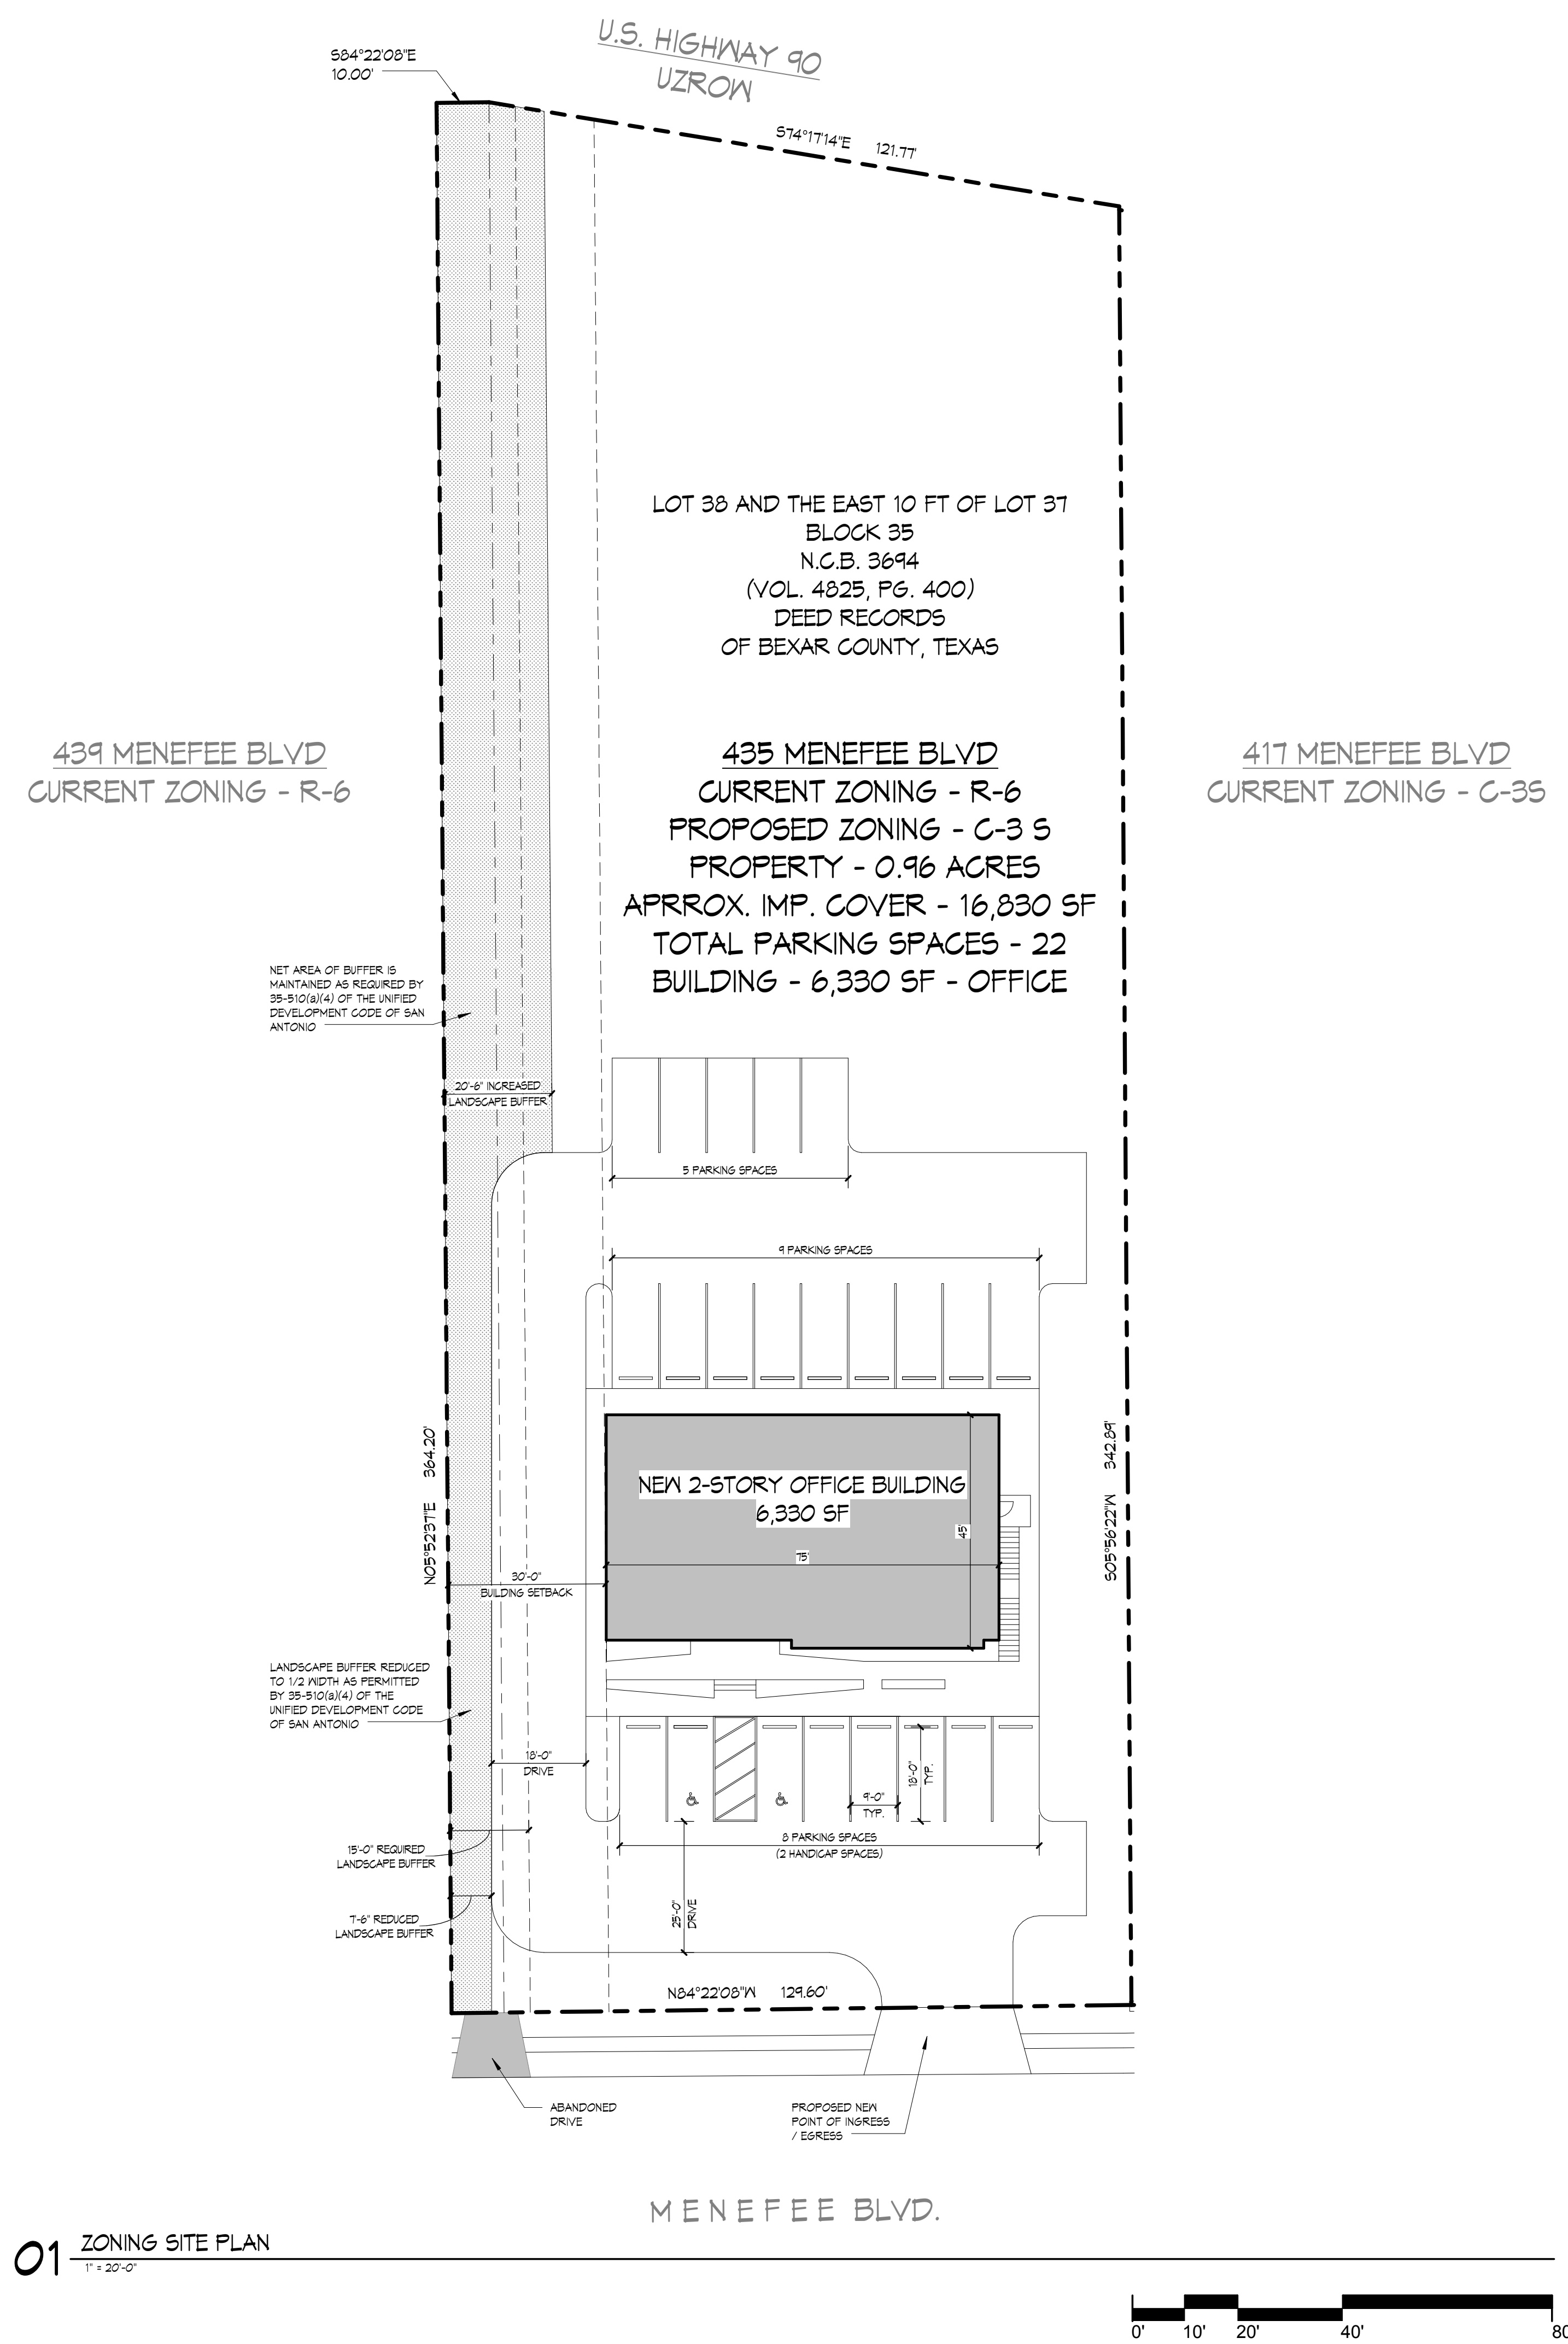 U.S. HIGHWAY 90
UZROW
S84°22'08"E
10.00'
S74°17'14"E 121.77'
LOT 38 AND THE EAST 10 FT OF LOT 37
BLOCK 35
N.C.B. 3694
(VOL. 4825, PG. 400)
DEED RECORDS
OF BEXAR COUNTY, TEXAS
439 MENEFEE BLVD
CURRENT ZONING - R-6
435 MENEFEE BLVD
CURRENT ZONING - R-6
PROPOSED ZONING - C-3 S
PROPERTY - 0.96 ACRES
APRROX. IMP. COVER - 16,830 SF
TOTAL PARKING SPACES - 22
BUILDING - 6,330 SF - OFFICE
417 MENEFEE BLVD
CURRENT ZONING - C-3S
NET AREA OF BUFFER IS
MAINTAINED AS REQUIRED BY
35-510(a)(4) OF THE UNIFIED
DEVELOPMENT CODE OF SAN
ANTONIO
20'-6" INCREASED
LANDSCAPE BUFFER
5 PARKING SPACES
9 PARKING SPACES
N05°52'37"E 364.20'
S05°56'22"W 342.89'
NEW 2-STORY OFFICE BUILDING
6,330 SF
45'
75'
30'-0"
BUILDING SETBACK
LANDSCAPE BUFFER REDUCED
TO 1/2 WIDTH AS PERMITTED
BY 35-510(a)(4) OF THE
UNIFIED DEVELOPMENT CODE
OF SAN ANTONIO
18'-0"
DRIVE
18'-0"
TYP.
9'-0"
TYP.
8 PARKING SPACES
(2 HANDICAP SPACES)
15'-0" REQUIRED
LANDSCAPE BUFFER
7'-6" REDUCED
LANDSCAPE BUFFER
25'-0"
DRIVE
N84°22'08"W 129.60'
ABANDONED
DRIVE
PROPOSED NEW
POINT OF INGRESS
/ EGRESS
MENEFEE BLVD.
01 ZONING SITE PLAN
1" = 20'-0"
0' 10' 20' 40' 80